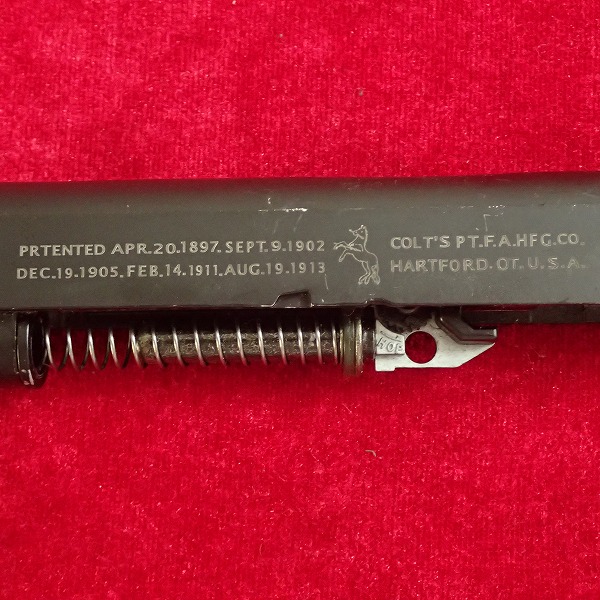 PRTENTED APR.20.1897. SEPT.9.1902
DEC.19.1905. FEB.14.1911. AUG.19.1913
COLT'S PT.F.A.HFG.CO.
HARTFORD. OT. U.S.A.